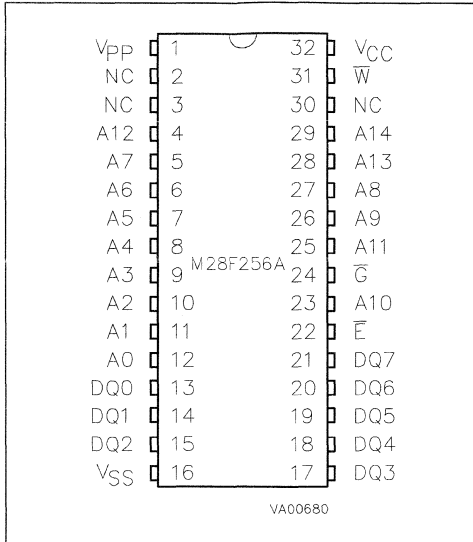 VPP 1 32 VCC
NC 2 31 W̅
NC 3 30 NC
A12 4 29 A14
A7 5 28 A13
A6 6 27 A8
A5 7 26 A9
A4 8 25 A11
M28F256A
A3 9 24 G̅
A2 10 23 A10
A1 11 22 E̅
A0 12 21 DQ7
DQ0 13 20 DQ6
DQ1 14 19 DQ5
DQ2 15 18 DQ4
VSS 16 17 DQ3
VA00680